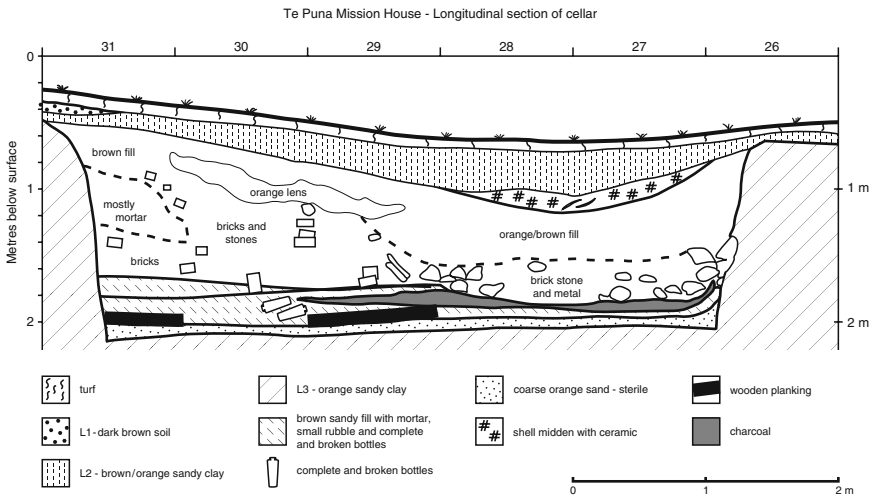 Te Puna Mission House - Longitudinal section of cellar
31 30 29 28 27 26
0
Metres below surface
1
2
1 m
2 m
brown fill
mostly
mortar
bricks
orange lens
bricks and
stones
orange/brown fill
brick stone
and metal
turf
L1-dark brown soil
L2 - brown/orange sandy clay
L3 - orange sandy clay
brown sandy fill with mortar,
small rubble and complete
and broken bottles
complete and broken bottles
coarse orange sand - sterile
shell midden with ceramic
wooden planking
charcoal
0 1 2 m